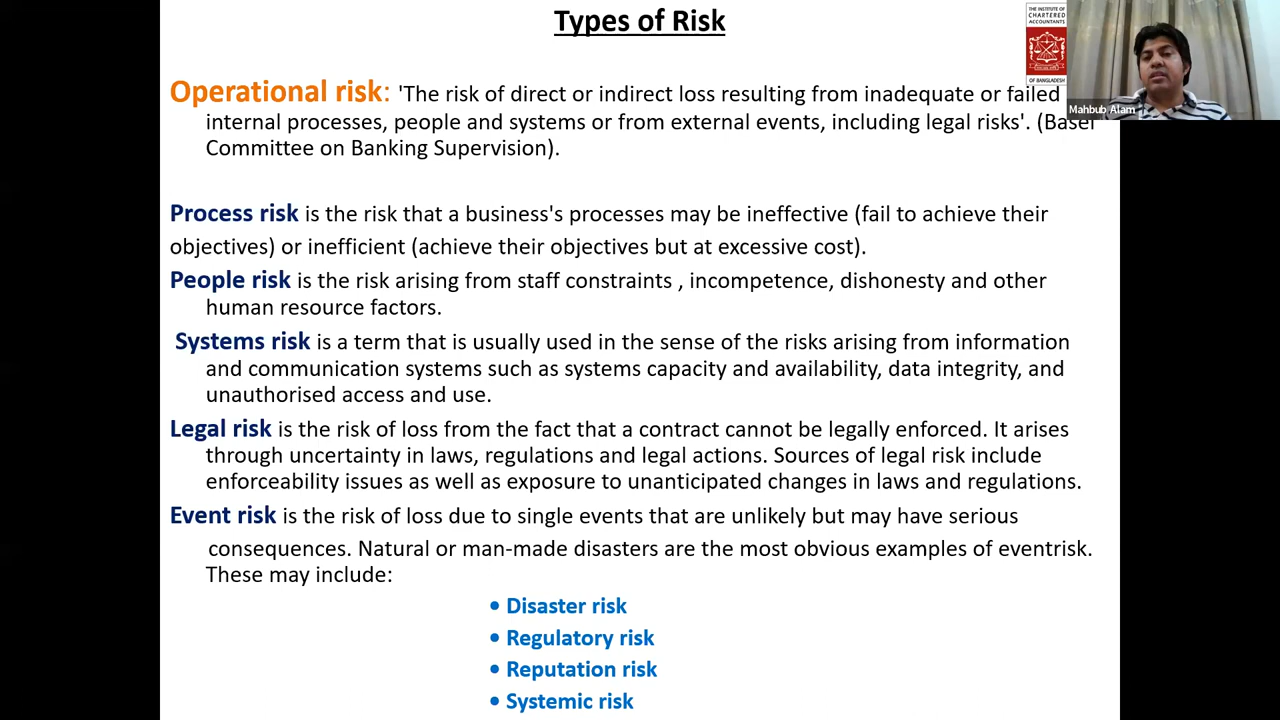 Types of Risk
THE INSTITUTE OF
CHARTERED
ACCOUNTANTS
OF BANGLADESH
Mahbub Alam
Operational risk: 'The risk of direct or indirect loss resulting from inadequate or failed
internal processes, people and systems or from external events, including legal risks'. (Basel
Committee on Banking Supervision).
Process risk is the risk that a business's processes may be ineffective (fail to achieve their
objectives) or inefficient (achieve their objectives but at excessive cost).
People risk is the risk arising from staff constraints , incompetence, dishonesty and other
human resource factors.
Systems risk is a term that is usually used in the sense of the risks arising from information
and communication systems such as systems capacity and availability, data integrity, and
unauthorised access and use.
Legal risk is the risk of loss from the fact that a contract cannot be legally enforced. It arises
through uncertainty in laws, regulations and legal actions. Sources of legal risk include
enforceability issues as well as exposure to unanticipated changes in laws and regulations.
Event risk is the risk of loss due to single events that are unlikely but may have serious
consequences. Natural or man-made disasters are the most obvious examples of eventrisk.
These may include:
• Disaster risk
• Regulatory risk
• Reputation risk
• Systemic risk